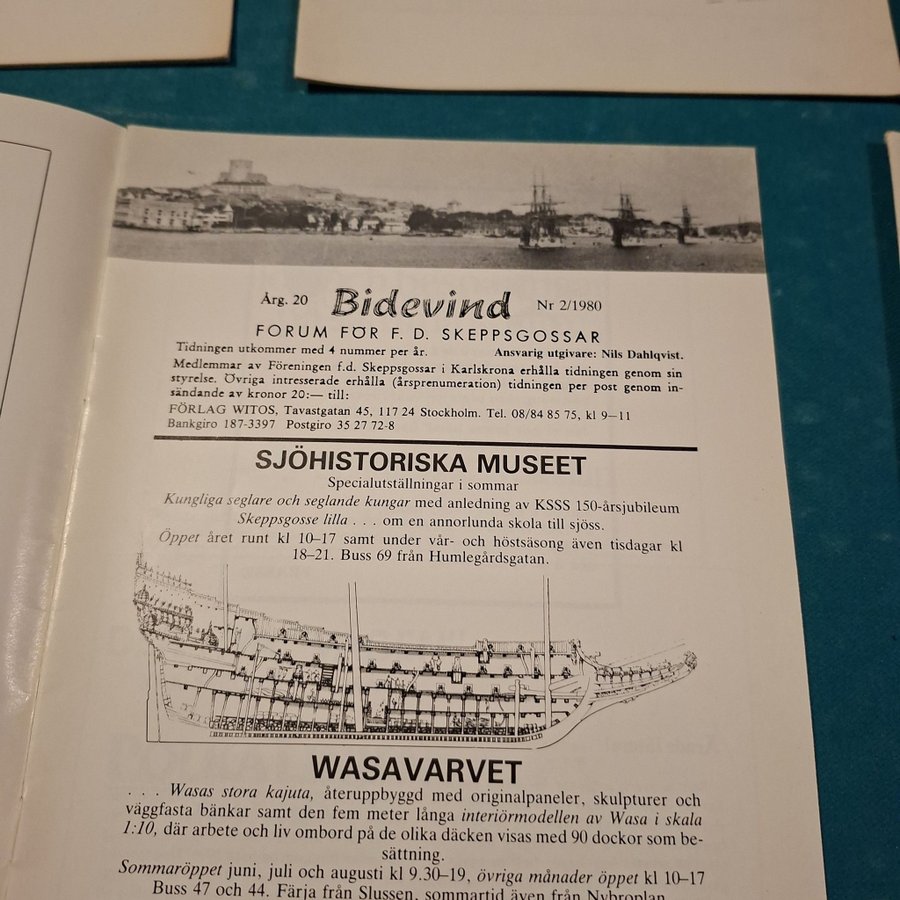 Årg. 20 Bidevind Nr 2/1980
FORUM FÖR F. D. SKEPPSGOSSAR
Tidningen utkommer med 4 nummer per år. Ansvarig utgivare: Nils Dahlqvist.
Medlemmar av Föreningen f.d. Skeppsgossar i Karlskrona erhålla tidningen genom sin
styrelse. Övriga intresserade erhålla (årsprenumeration) tidningen per post genom in-
sändande av kronor 20:— till:
FÖRLAG WITOS, Tavastgatan 45, 117 24 Stockholm. Tel. 08/84 85 75, kl 9—11
Bankgiro 187-3397 Postgiro 35 27 72-8
SJÖHISTORISKA MUSEET
Specialutställningar i sommar
Kungliga seglare och seglande kungar med anledning av KSSS 150-årsjubileum
Skeppsgosse lilla . . . om en annorlunda skola till sjöss.
Öppet året runt kl 10–17 samt under vår- och höstsäsong även tisdagar kl
18–21. Buss 69 från Humlegårdsgatan.
WASAVARVET
. . . Wasas stora kajuta, återuppbyggd med originalpaneler, skulpturer och
väggfasta bänkar samt den fem meter långa interiörmodellen av Wasa i skala
1:10, där arbete och liv ombord på de olika däcken visas med 90 dockor som be-
sättning.
Sommaröppet juni, juli och augusti kl 9.30–19, övriga månader öppet kl 10–17
Buss 47 och 44. Färja från Slussen, sommartid även från Nybroplan